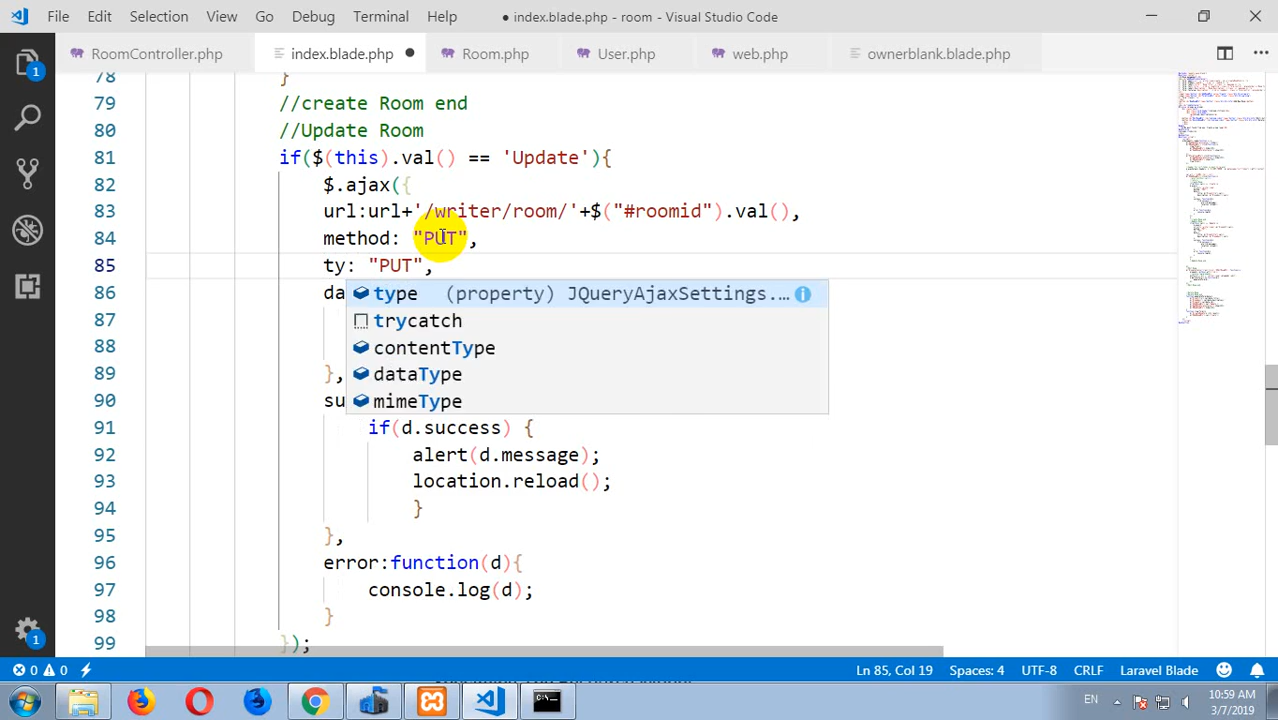 File Edit Selection View Go Debug Terminal Help ● index.blade.php - room - Visual Studio Code
RoomController.php index.blade.php ● Room.php User.php web.php ownerblank.blade.php
78 }
79 //create Room end
80 //Update Room
81 if($(this).val() == 'Update'){
82 $.ajax({
83 url:url+'/writer/room/'+$("#roomid").val(),
84 method: "PUT",
85 ty: "PUT",
86 da type (property) JQueryAjaxSettings....
87 trycatch
88 contentType
89 }, dataType
90 su mimeType
91 if(d.success) {
92 alert(d.message);
93 location.reload();
94 }
95 },
96 error:function(d){
97 console.log(d);
98 }
99 });
1
1
0 0 Ln 85, Col 19 Spaces: 4 UTF-8 CRLF Laravel Blade
EN 10:59 AM
3/7/2019